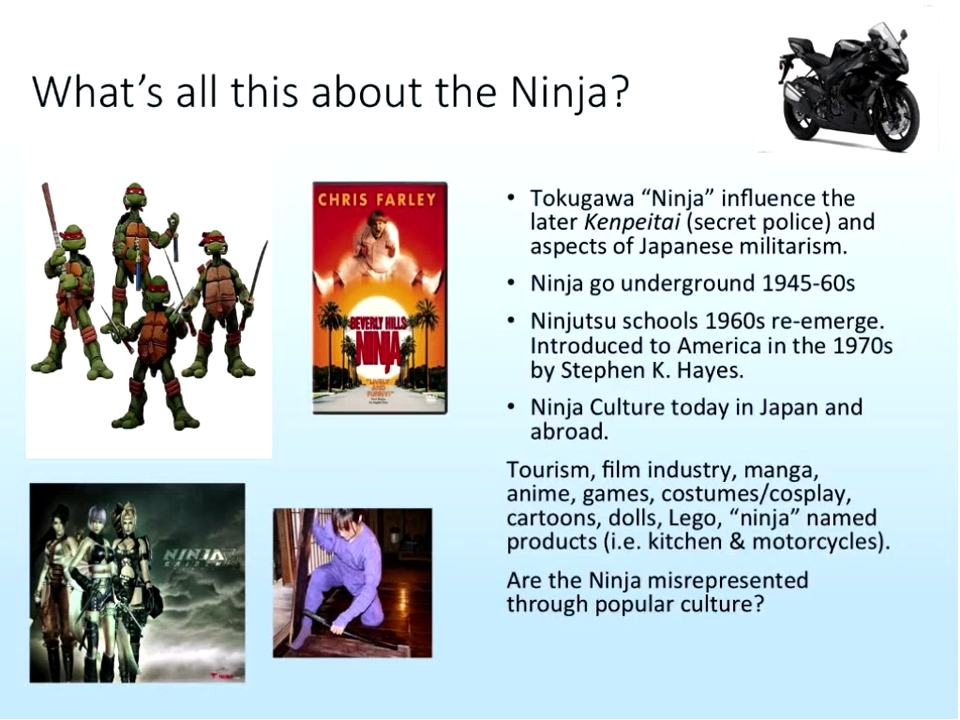 What's all this about the Ninja?
CHRIS FARLEY
BEVERLY HILLS
NINJA
"LIVELY
AND
FUNNY!"
NINJA
• Tokugawa “Ninja” influence the
later Kenpeitai (secret police) and
aspects of Japanese militarism.
• Ninja go underground 1945-60s
• Ninjutsu schools 1960s re-emerge.
Introduced to America in the 1970s
by Stephen K. Hayes.
• Ninja Culture today in Japan and
abroad.
Tourism, film industry, manga,
anime, games, costumes/cosplay,
cartoons, dolls, Lego, “ninja” named
products (i.e. kitchen & motorcycles).
Are the Ninja misrepresented
through popular culture?